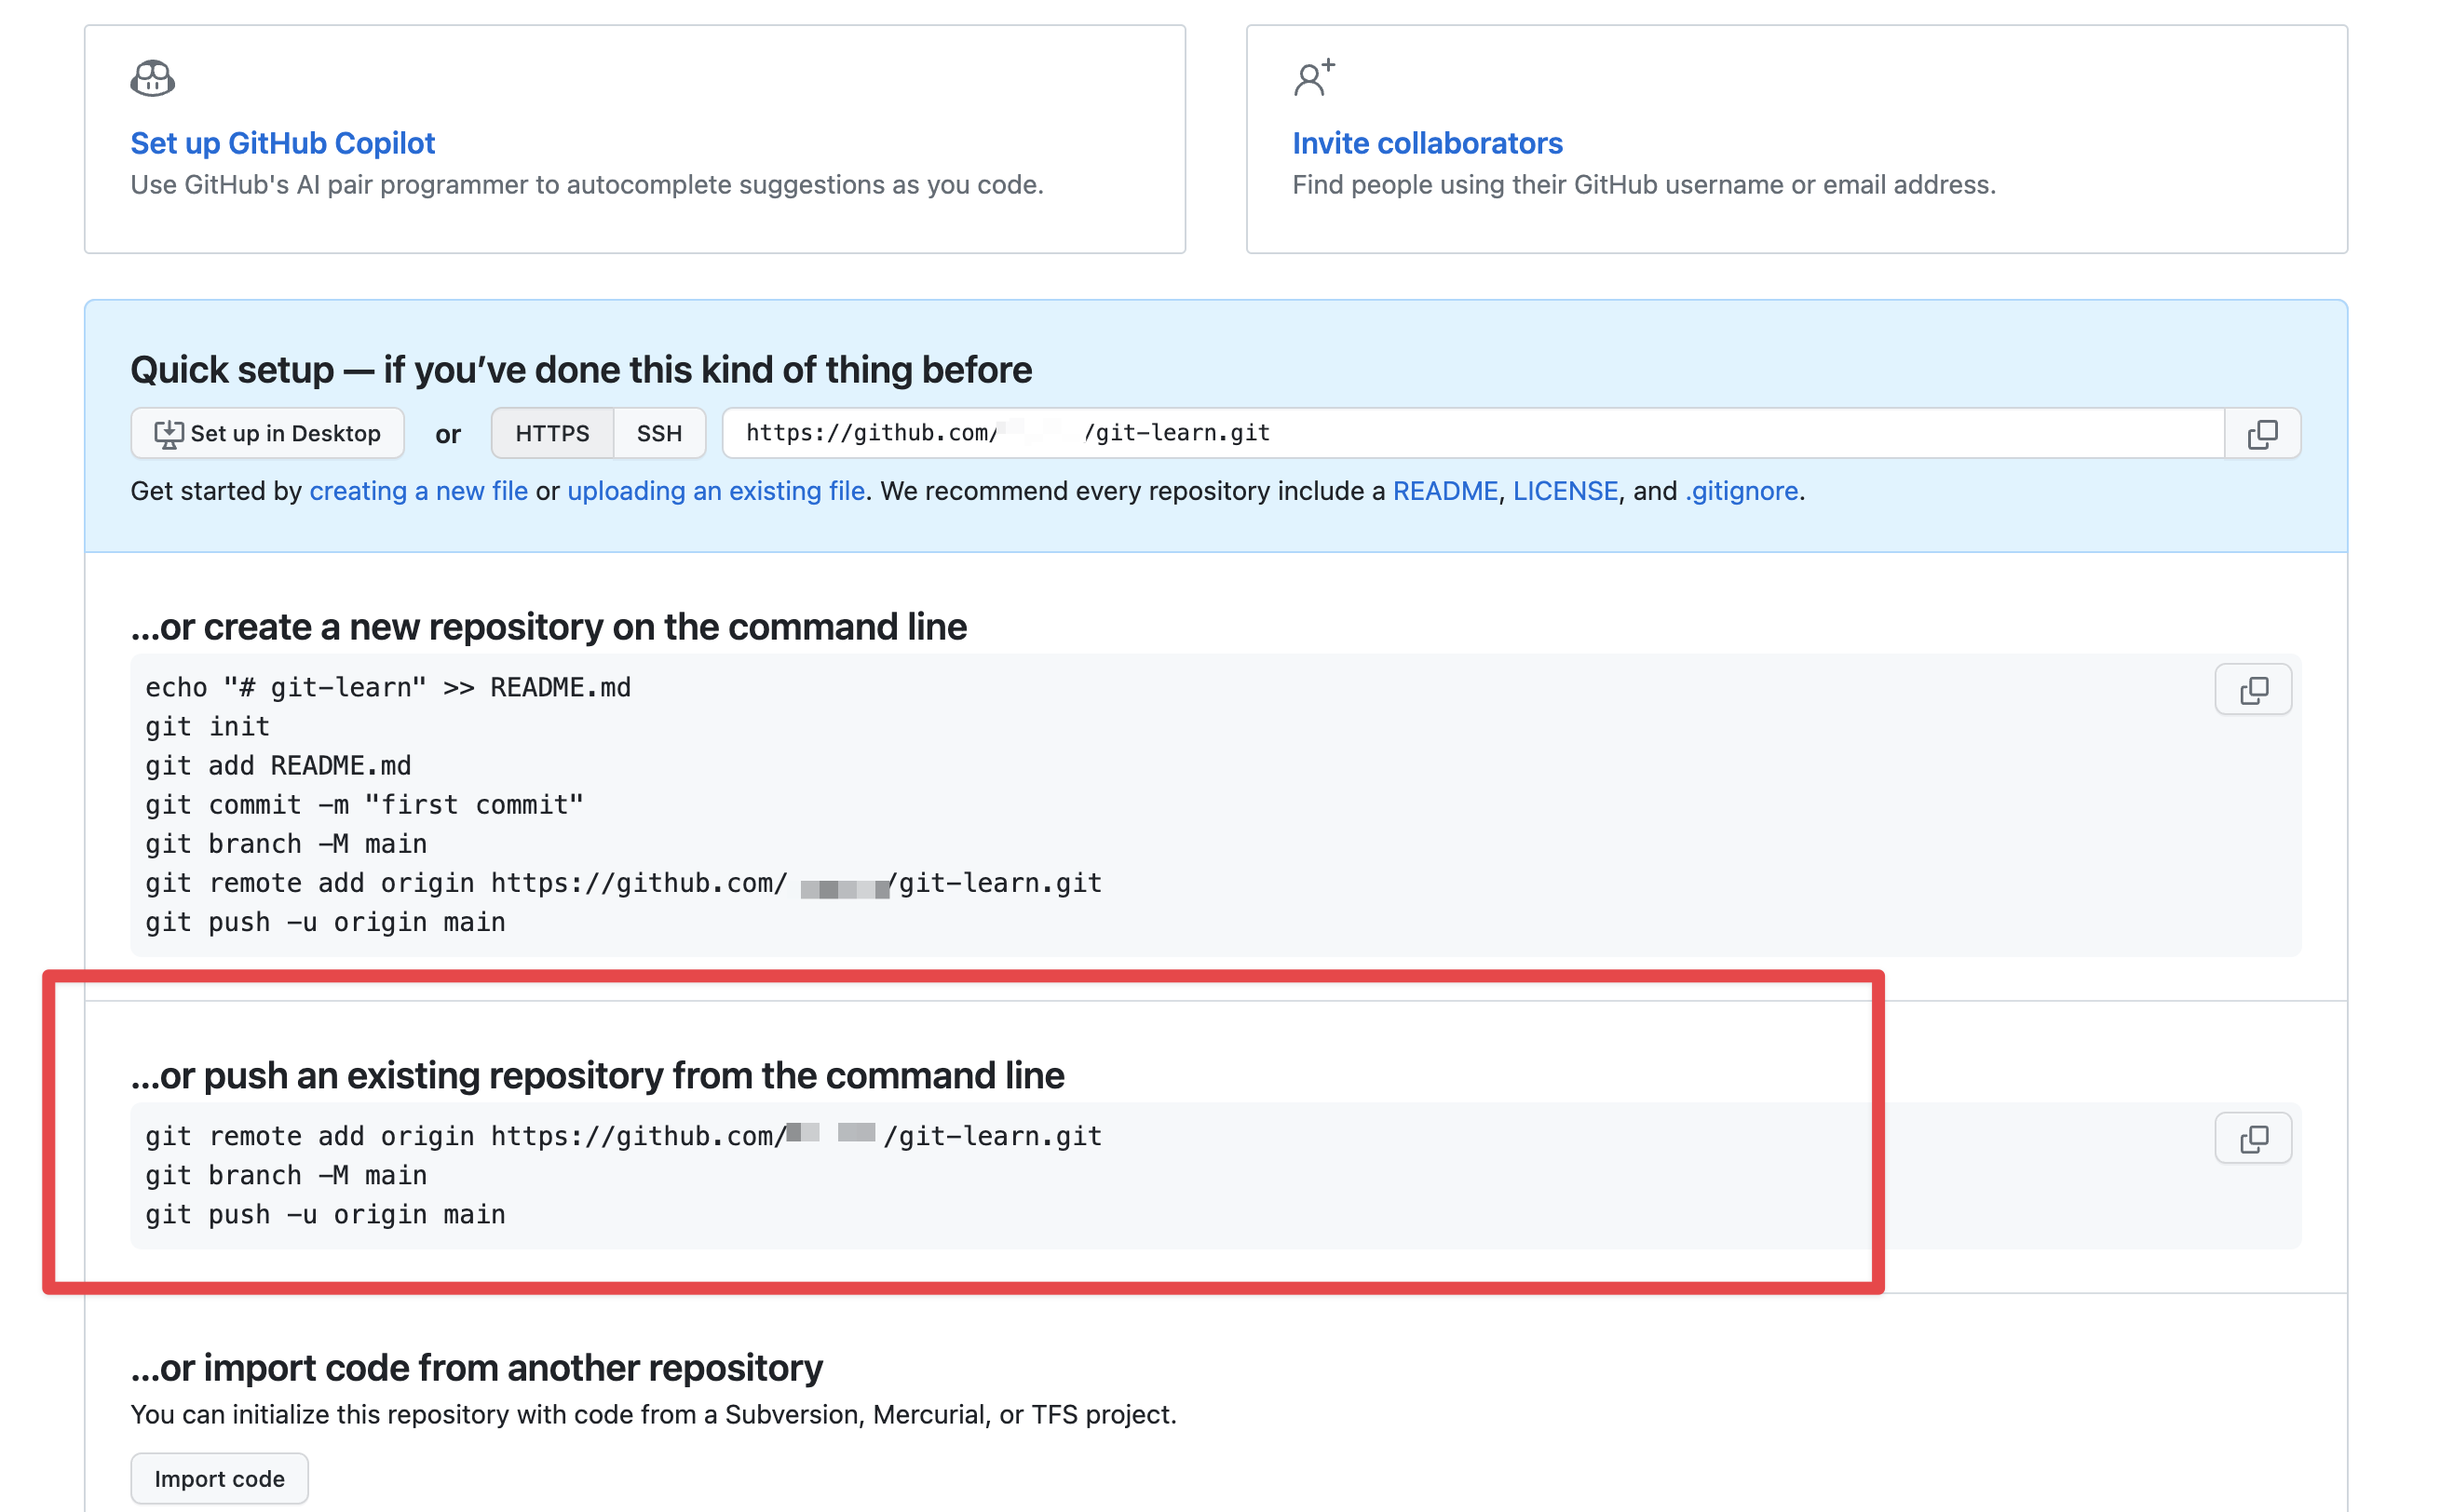 Set up GitHub Copilot
Use GitHub's AI pair programmer to autocomplete suggestions as you code.
Invite collaborators
Find people using their GitHub username or email address.
Quick setup — if you’ve done this kind of thing before
Set up in Desktop or HTTPS SSH https://github.com/ /git-learn.git
Get started by creating a new file or uploading an existing file. We recommend every repository include a README, LICENSE, and .gitignore.
...or create a new repository on the command line
echo "# git-learn" >> README.md
git init
git add README.md
git commit -m "first commit"
git branch -M main
git remote add origin https://github.com/ /git-learn.git
git push -u origin main
...or push an existing repository from the command line
git remote add origin https://github.com/ /git-learn.git
git branch -M main
git push -u origin main
...or import code from another repository
You can initialize this repository with code from a Subversion, Mercurial, or TFS project.
Import code